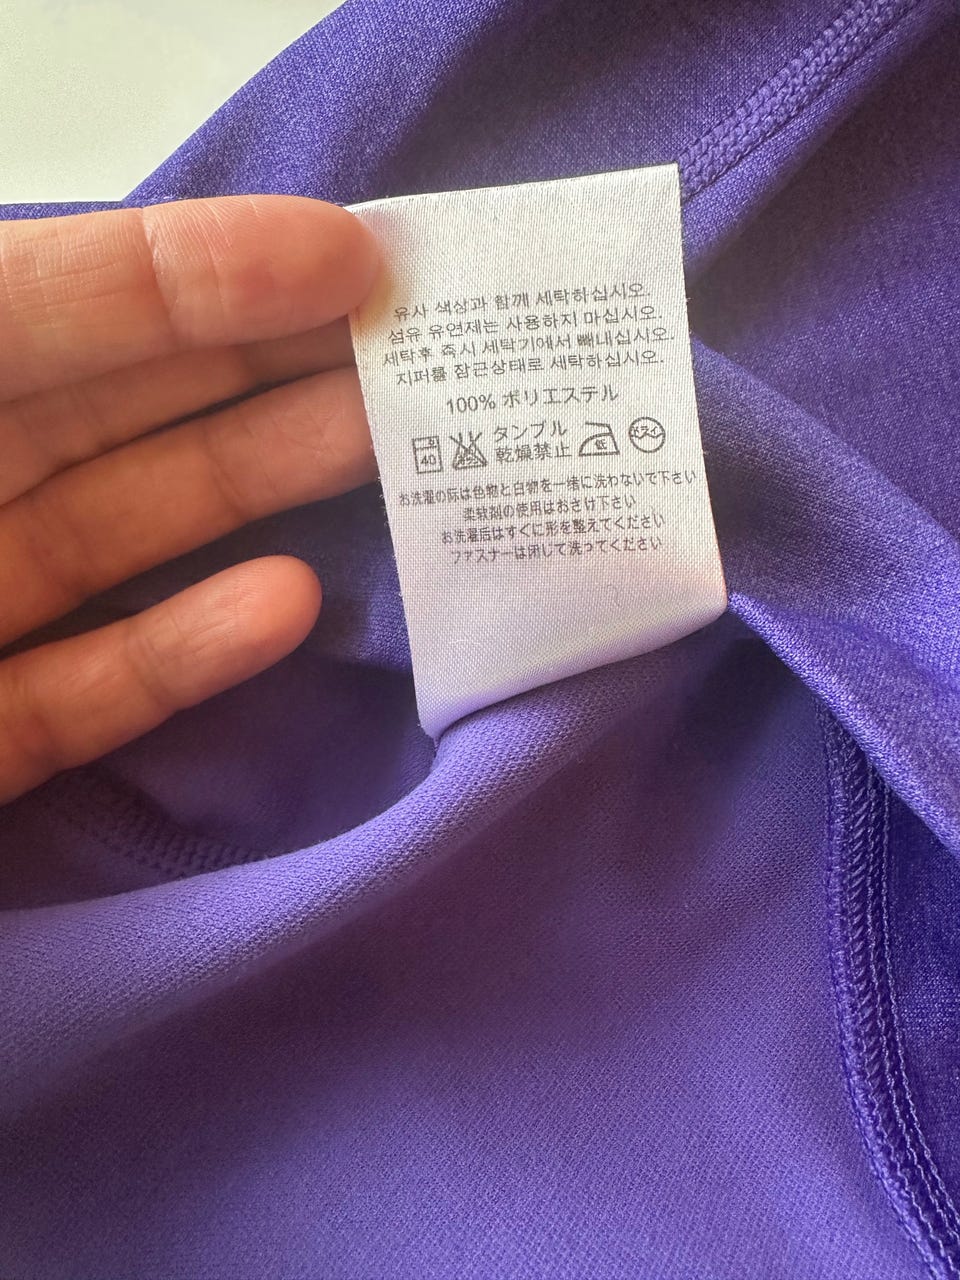 유사 색상과 함께 세탁하십시오.
섬유 유연제는 사용하지 마십시오.
세탁후 즉시 세탁기에서 빼내십시오.
지퍼를 잠근상태로 세탁하십시오.
100% ポリエステル
40 タンブル
乾燥禁止 ドライ
お洗濯の際は色物と白物を一緒に洗わないで下さい
柔軟剤の使用はおさけ下さい
お洗濯后はすぐに形を整えてください
ファスナーは閉じて洗ってください